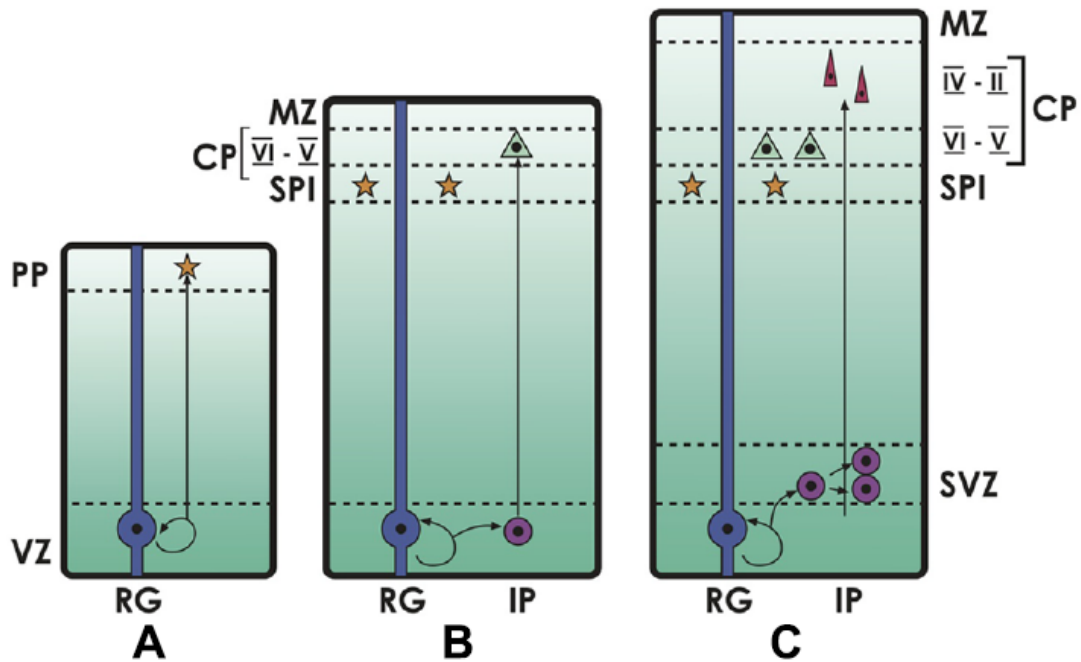 PP
VZ
RG
A
MZ
CP [ VI - V
SPI
RG IP
B
MZ
IV - II
VI - V
] CP
SPI
SVZ
RG IP
C